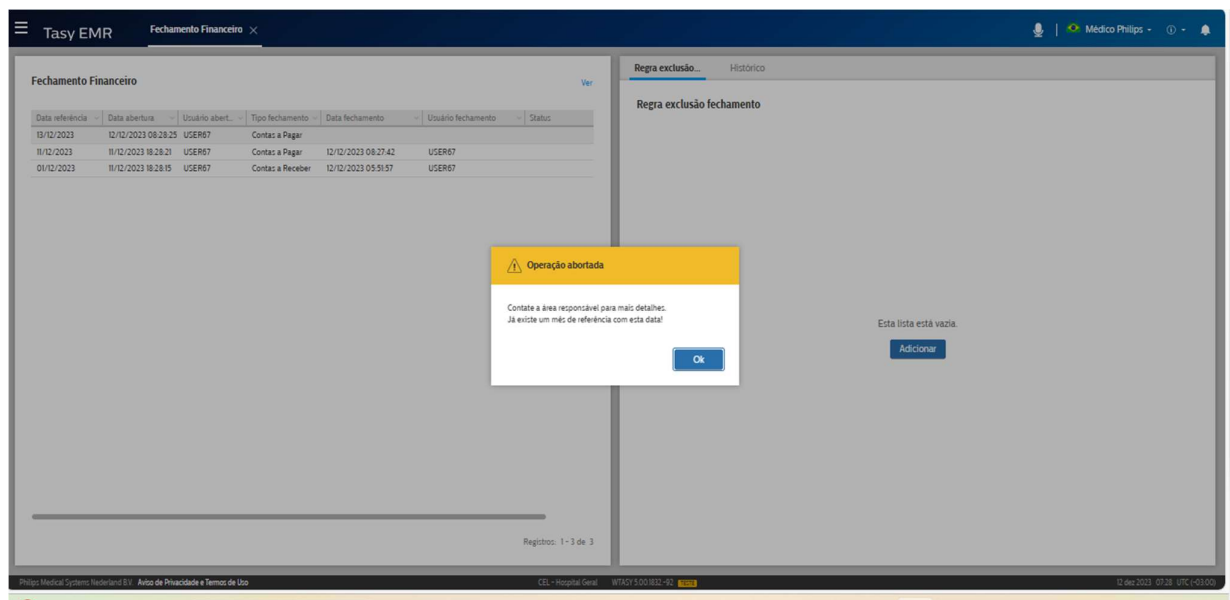 Tasy EMR
Fechamento Financeiro
Médico Philips
Fechamento Financeiro
Ver
Data referência Data abertura Usuário abert... Tipo fechamento Data fechamento Usuário fechamento Status
13/12/2023 12/12/2023 08:28:25 USER67 Contas a Pagar
11/12/2023 11/12/2023 18:28:21 USER67 Contas a Pagar 12/12/2023 08:27:42 USER67
01/12/2023 11/12/2023 18:28:15 USER67 Contas a Receber 12/12/2023 05:51:57 USER67
Registros: 1 - 3 de 3
Regra exclusão... Histórico
Regra exclusão fechamento
Esta lista está vazia.
Adicionar
Operação abortada
Contate a área responsável para mais detalhes.
Já existe um mês de referência com esta data!
Ok
Philips Medical Systems Nederland B.V. Aviso de Privacidade e Termos de Uso CEL - Hospital Geral WTASY 5.00.1832.-92 12 dez 2023 07:28 UTC (-03:00)